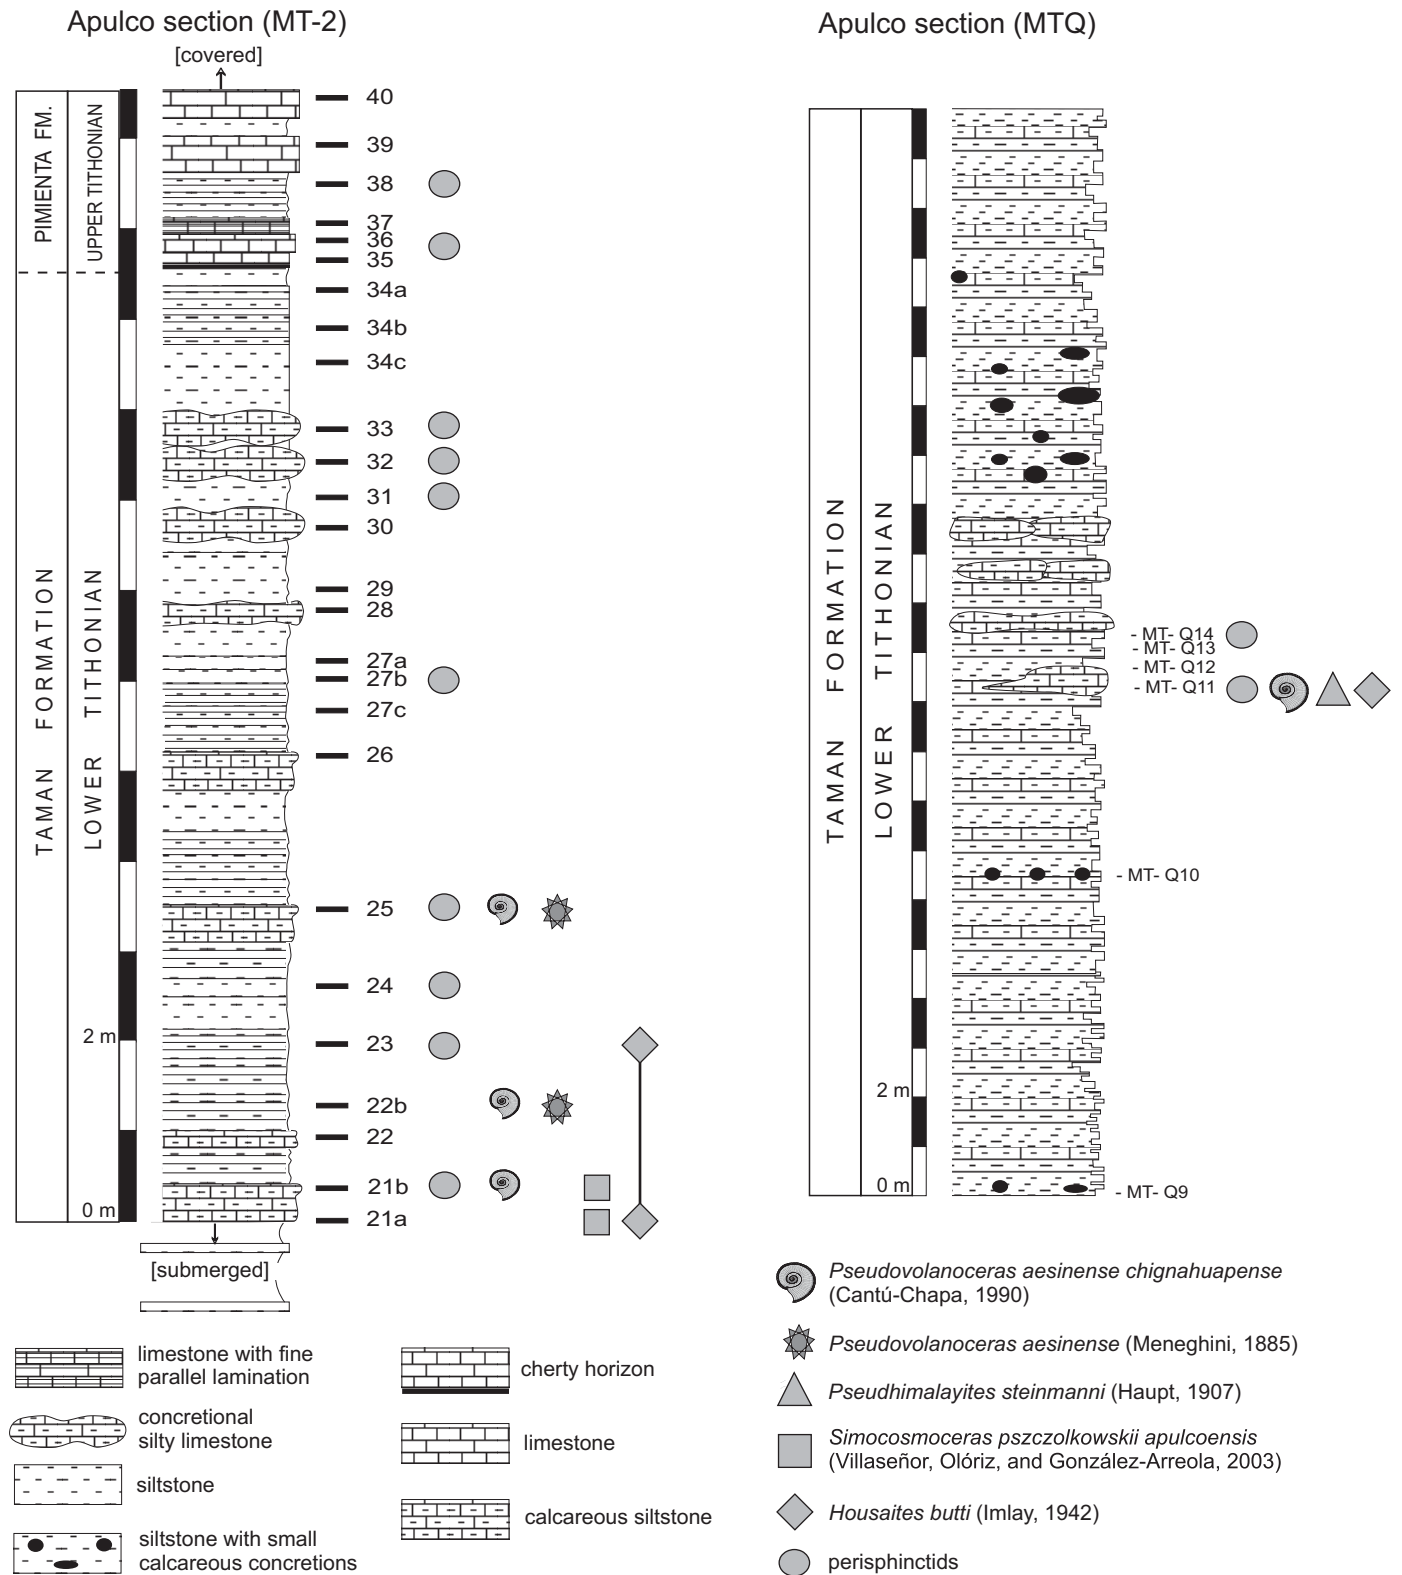 Apulco section (MT-2)
[covered]
PIMIENTA FM.
UPPER TITHONIAN
TAMAN FORMATION
LOWER TITHONIAN
40
39
38
37
36
35
34a
34b
34c
33
32
31
30
29
28
27a
27b
27c
26
25
24
2 m
23
22b
22
21b
0 m
21a
[submerged]
Apulco section (MTQ)
TAMAN FORMATION
LOWER TITHONIAN
- MT- Q14
- MT- Q13
- MT- Q12
- MT- Q11
- MT- Q10
2 m
0 m
- MT- Q9
limestone with fine
parallel lamination
concretional
silty limestone
siltstone
siltstone with small
calcareous concretions
cherty horizon
limestone
calcareous siltstone
Pseudovolanoceras aesinense chignahuapense
(Cantú-Chapa, 1990)
Pseudovolanoceras aesinense (Meneghini, 1885)
Pseudhimalayites steinmanni (Haupt, 1907)
Simocosmoceras pszczolkowskii apulcoensis
(Villaseñor, Olóriz, and González-Arreola, 2003)
Housaites butti (Imlay, 1942)
perisphinctids